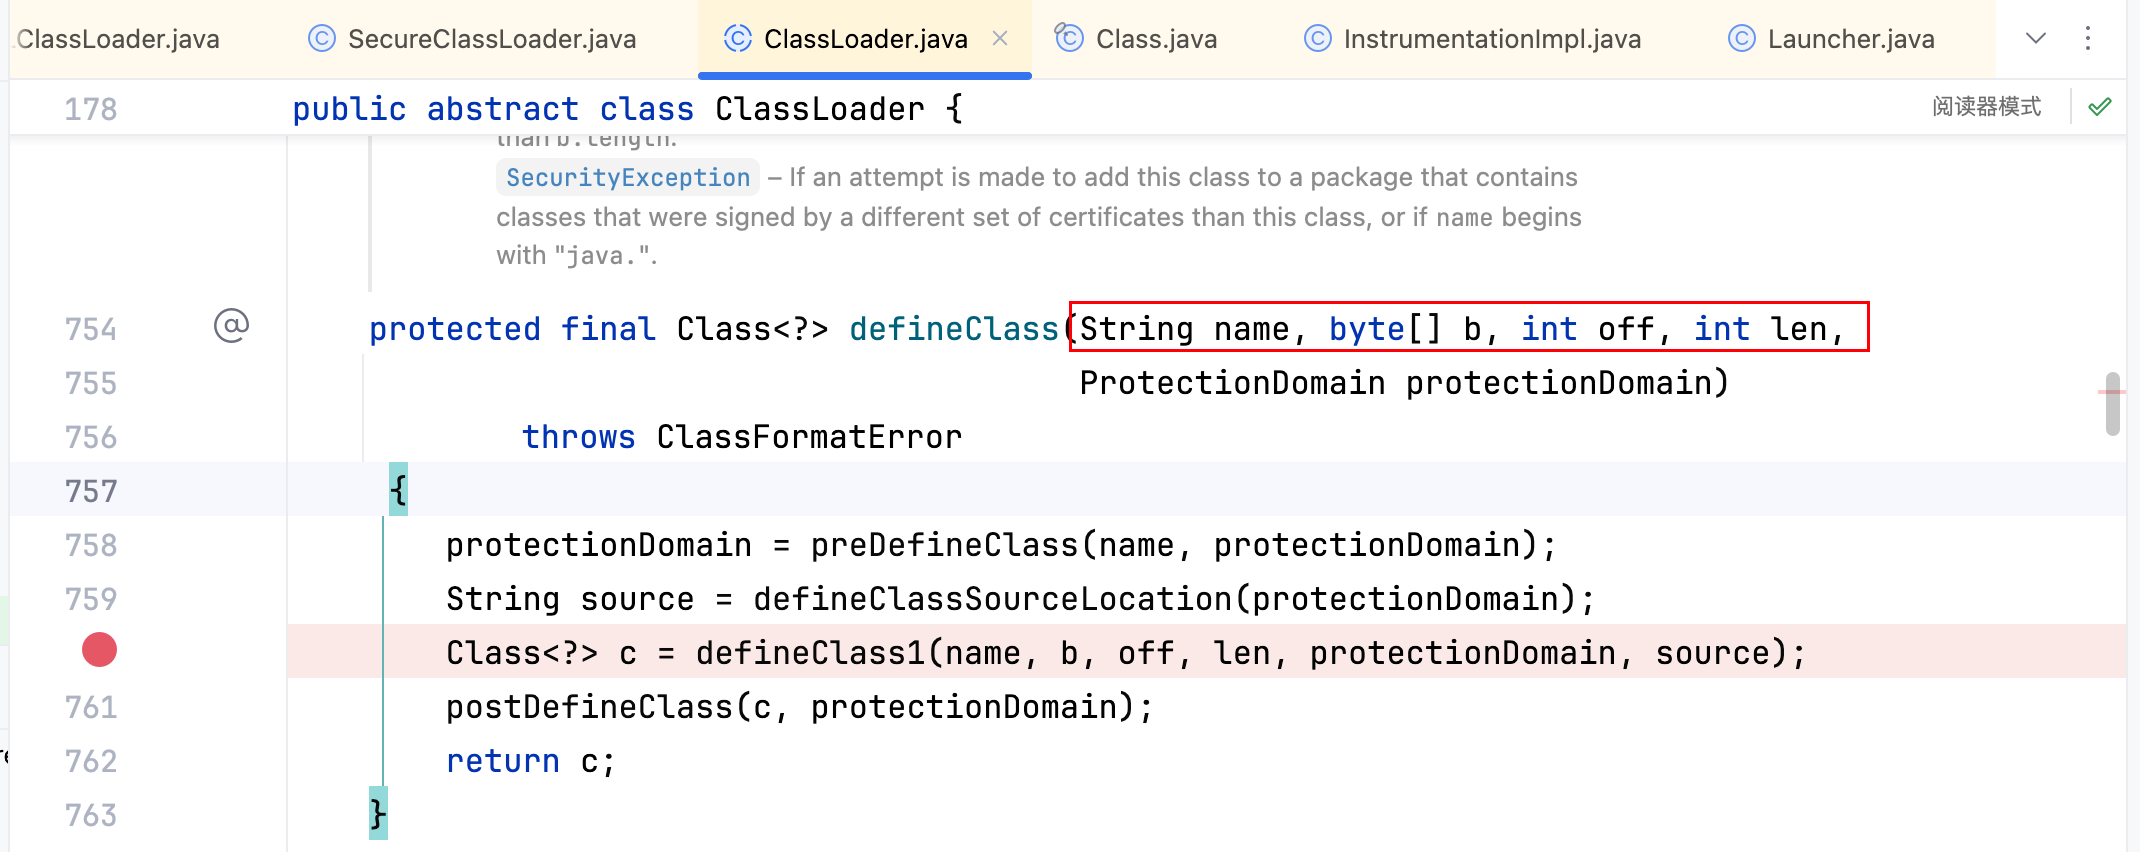 ClassLoader.java SecureClassLoader.java ClassLoader.java Class.java InstrumentationImpl.java Launcher.java
178 public abstract class ClassLoader { 阅读器模式
than b.length.
SecurityException – If an attempt is made to add this class to a package that contains
classes that were signed by a different set of certificates than this class, or if name begins
with "java.".
754 @ protected final Class<?> defineClass(String name, byte[] b, int off, int len,
755 ProtectionDomain protectionDomain)
756 throws ClassFormatError
757 {
758 protectionDomain = preDefineClass(name, protectionDomain);
759 String source = defineClassSourceLocation(protectionDomain);
Class<?> c = defineClass1(name, b, off, len, protectionDomain, source);
761 postDefineClass(c, protectionDomain);
762 return c;
763 }